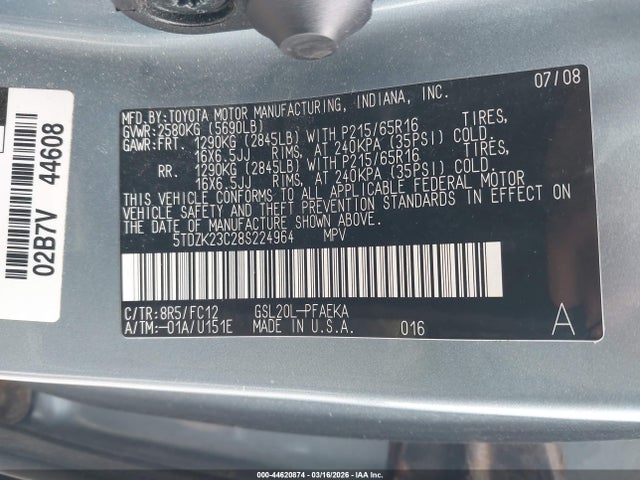 02B7V 44608
07/08
MFD.BY:TOYOTA MOTOR MANUFACTURING, INDIANA, INC.
GVWR:2580KG (5690LB)
GAWR:FRT. 1290KG (2845LB) WITH P215/65R16 TIRES,
16X6.5JJ RIMS, AT 240KPA (35PSI) COLD.
RR. 1290KG (2845LB) WITH P215/65R16 TIRES,
16X6.5JJ RIMS, AT 240KPA (35PSI) COLD.
THIS VEHICLE CONFORMS TO ALL APPLICABLE FEDERAL MOTOR
VEHICLE SAFETY AND THEFT PREVENTION STANDARDS IN EFFECT ON
THE DATE OF MANUFACTURE SHOWN ABOVE.
5TDZK23C28S224964 MPV
C/TR:8R5/FC12 GSL20L-PFAEKA
A/TM:-01A/U151E MADE IN U.S.A. 016 A
000-44620874 | 03/16/2026 | IAA Inc.